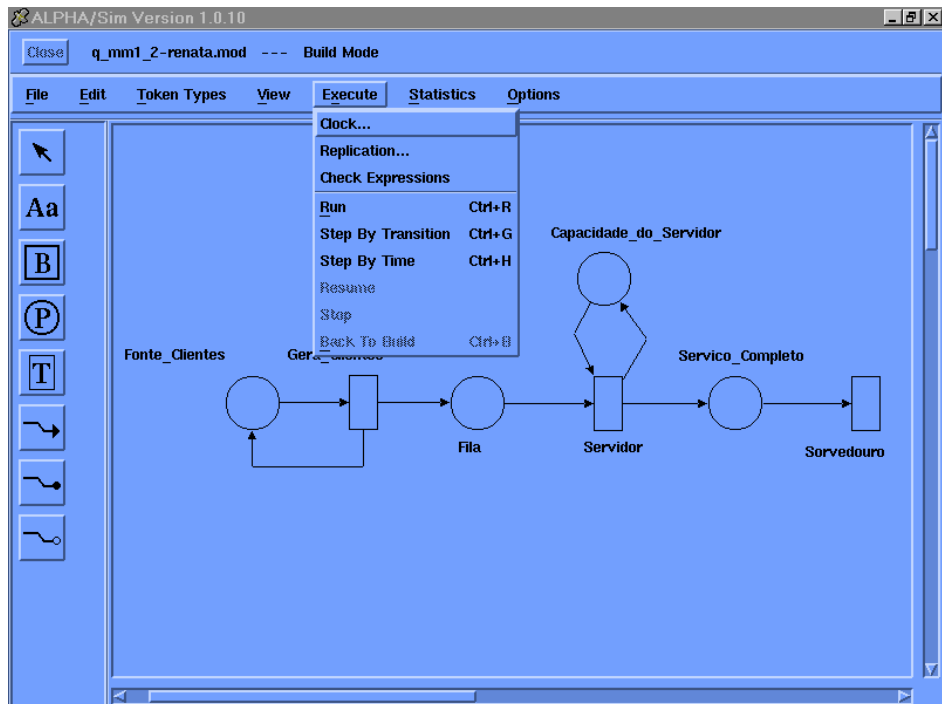 ALPHA/Sim Version 1.0.10
Close q_mm1_2-renata.mod --- Build Mode
File Edit Token Types View Execute Statistics Options
Clock...
Replication...
Check Expressions
Run Ctrl+R
Step By Transition Ctrl+G
Step By Time Ctrl+H
Resume
Stop
Back To Build Ctrl+B
Aa
B
P
T
Capacidade_do_Servidor
Fonte_Clientes
Gera_Clientes
Servico_Completo
Fila
Servidor
Sorvedouro